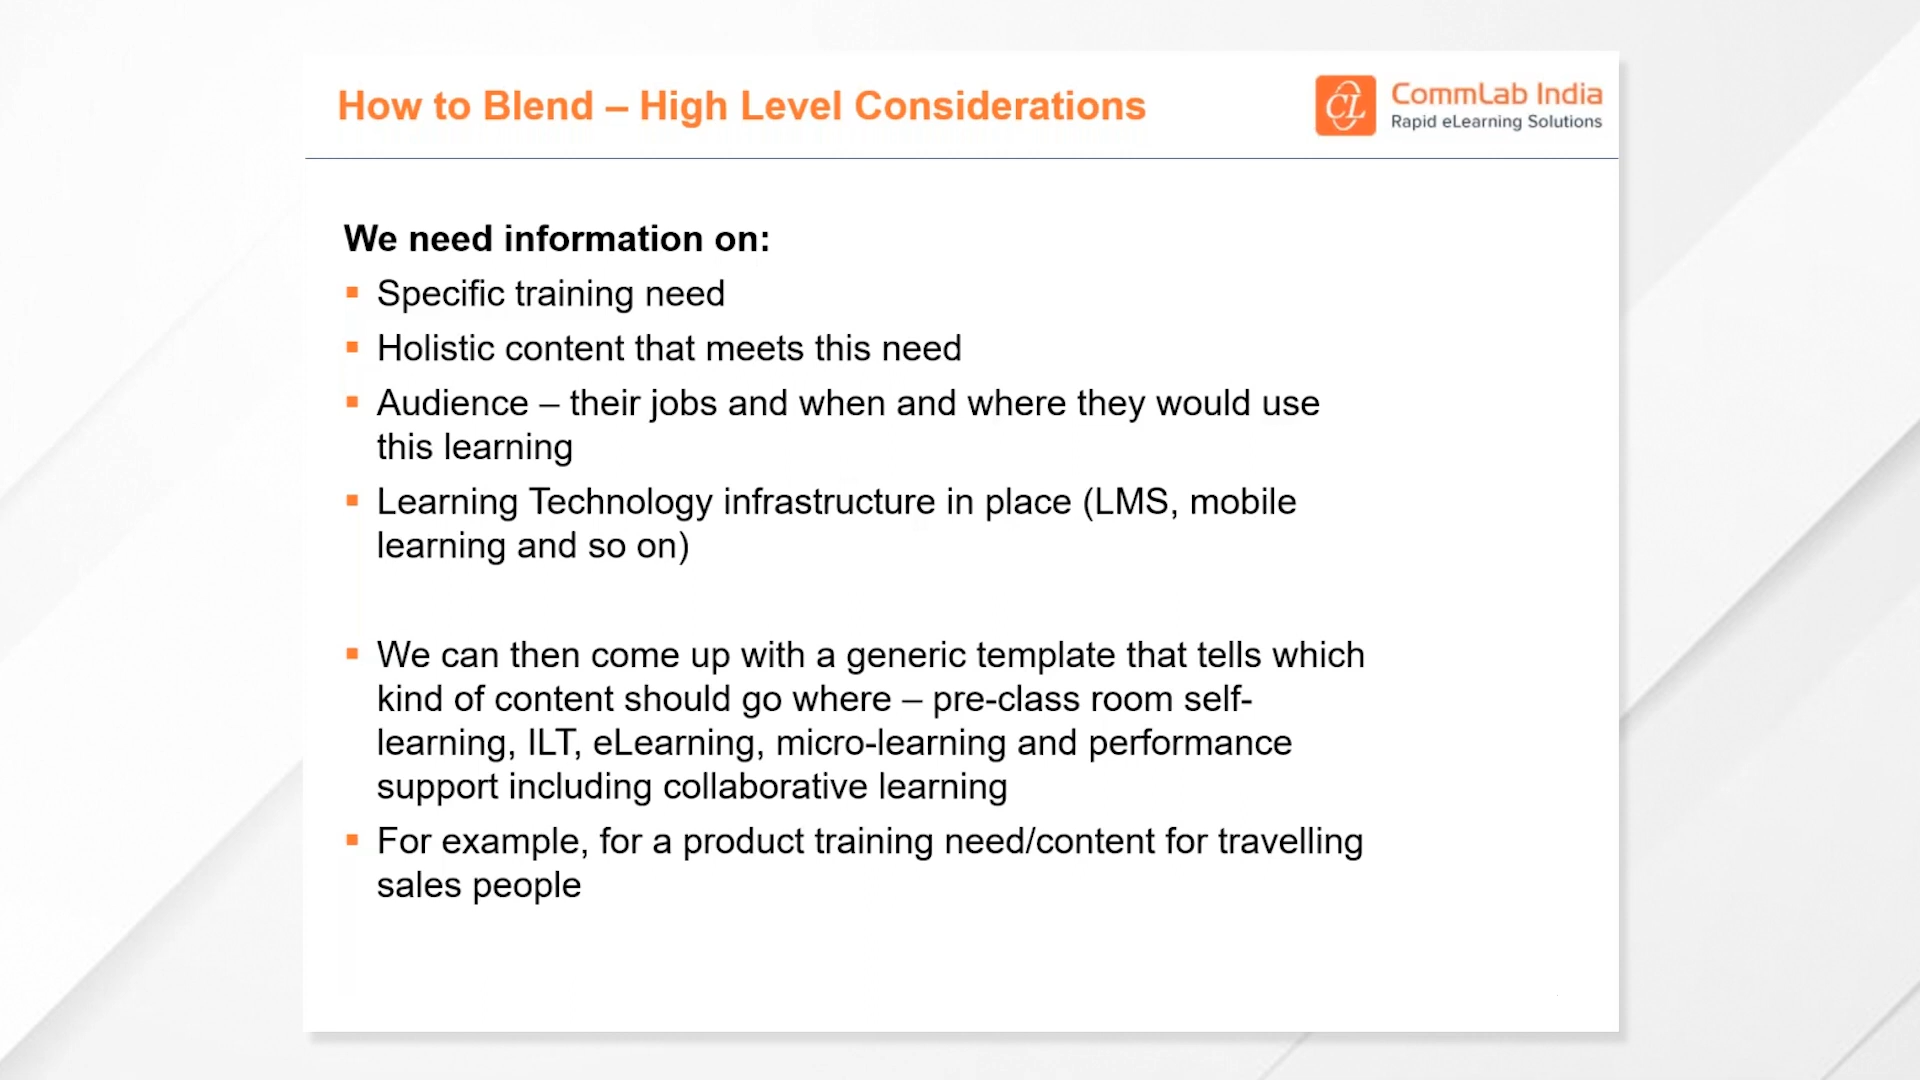 How to Blend – High Level Considerations
CL
CommLab India
Rapid eLearning Solutions
We need information on:
▪ Specific training need
▪ Holistic content that meets this need
▪ Audience – their jobs and when and where they would use
this learning
▪ Learning Technology infrastructure in place (LMS, mobile
learning and so on)
▪ We can then come up with a generic template that tells which
kind of content should go where – pre-class room self-
learning, ILT, eLearning, micro-learning and performance
support including collaborative learning
▪ For example, for a product training need/content for travelling
sales people